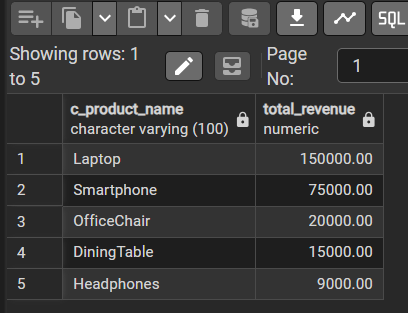 SQL
Showing rows: 1 to 5
Page No: 1
c_product_name total_revenue
character varying (100) numeric
1 Laptop 150000.00
2 Smartphone 75000.00
3 OfficeChair 20000.00
4 DiningTable 15000.00
5 Headphones 9000.00